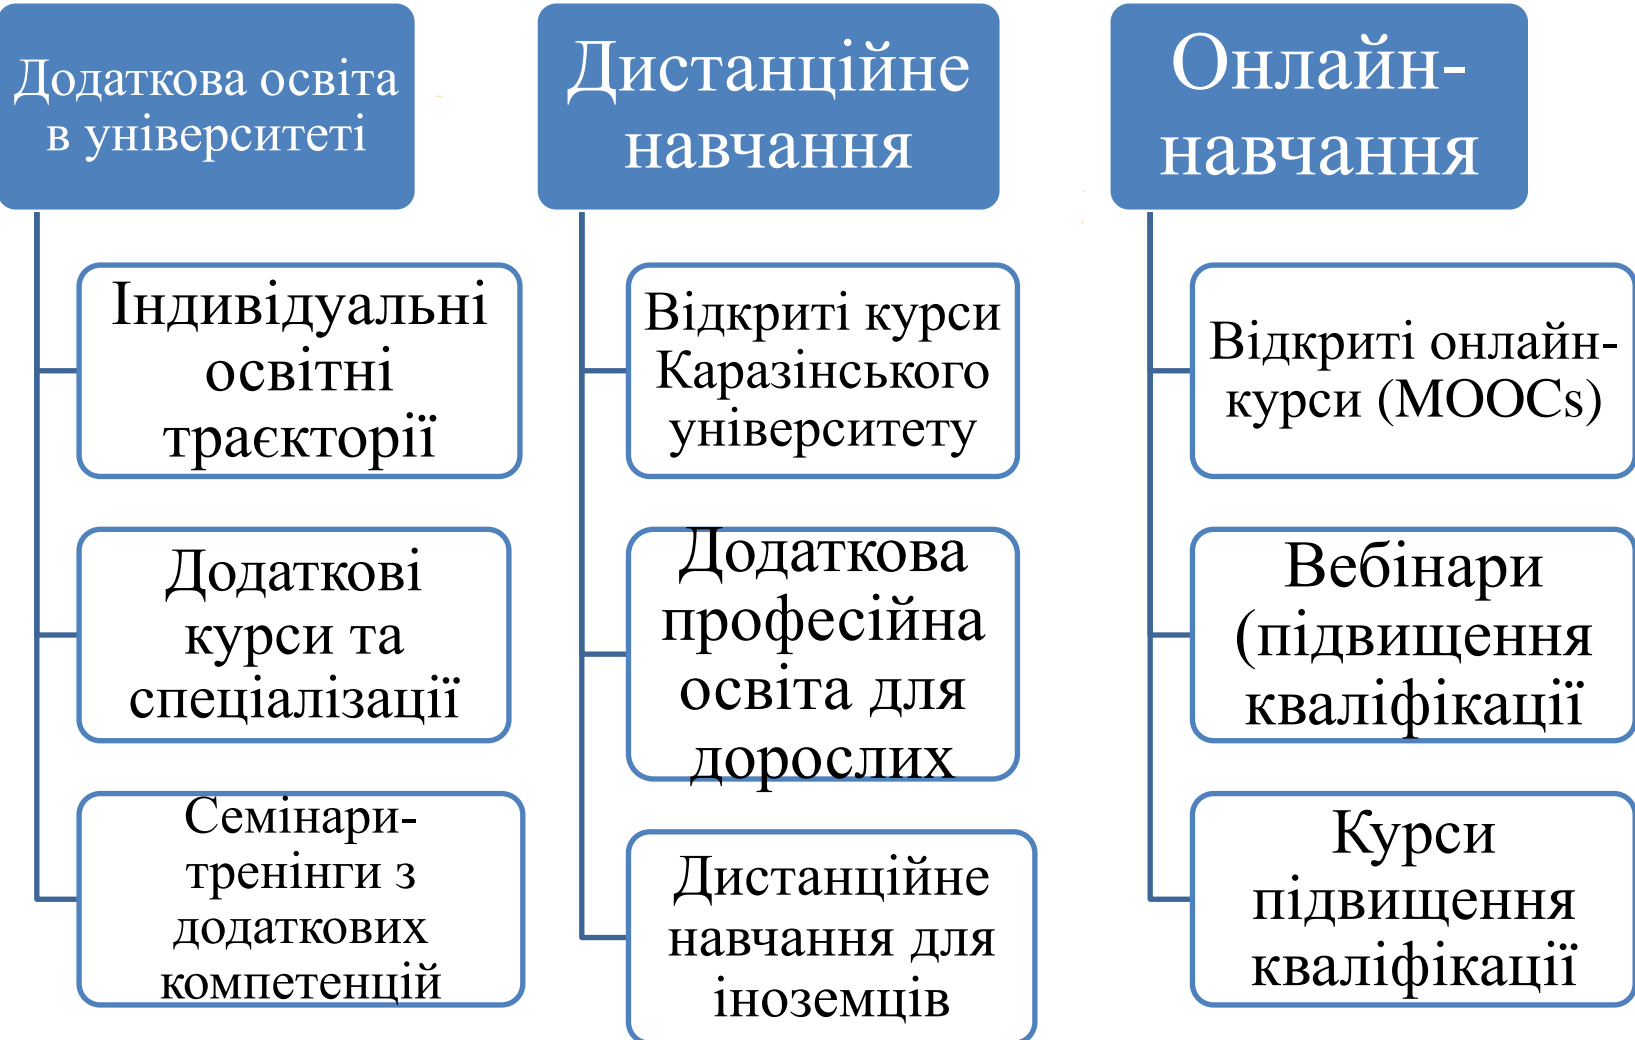 Додаткова освіта
в університеті
Індивідуальні
освітні
траєкторії
Додаткові
курси та
спеціалізації
Семінари-
тренінги з
додаткових
компетенцій
Дистанційне
навчання
Відкриті курси
Каразінського
університету
Додаткова
професійна
освіта для
дорослих
Дистанційне
навчання для
іноземців
Онлайн-
навчання
Відкриті онлайн-
курси (MOOCs)
Вебінари
(підвищення
кваліфікації
Курси
підвищення
кваліфікації